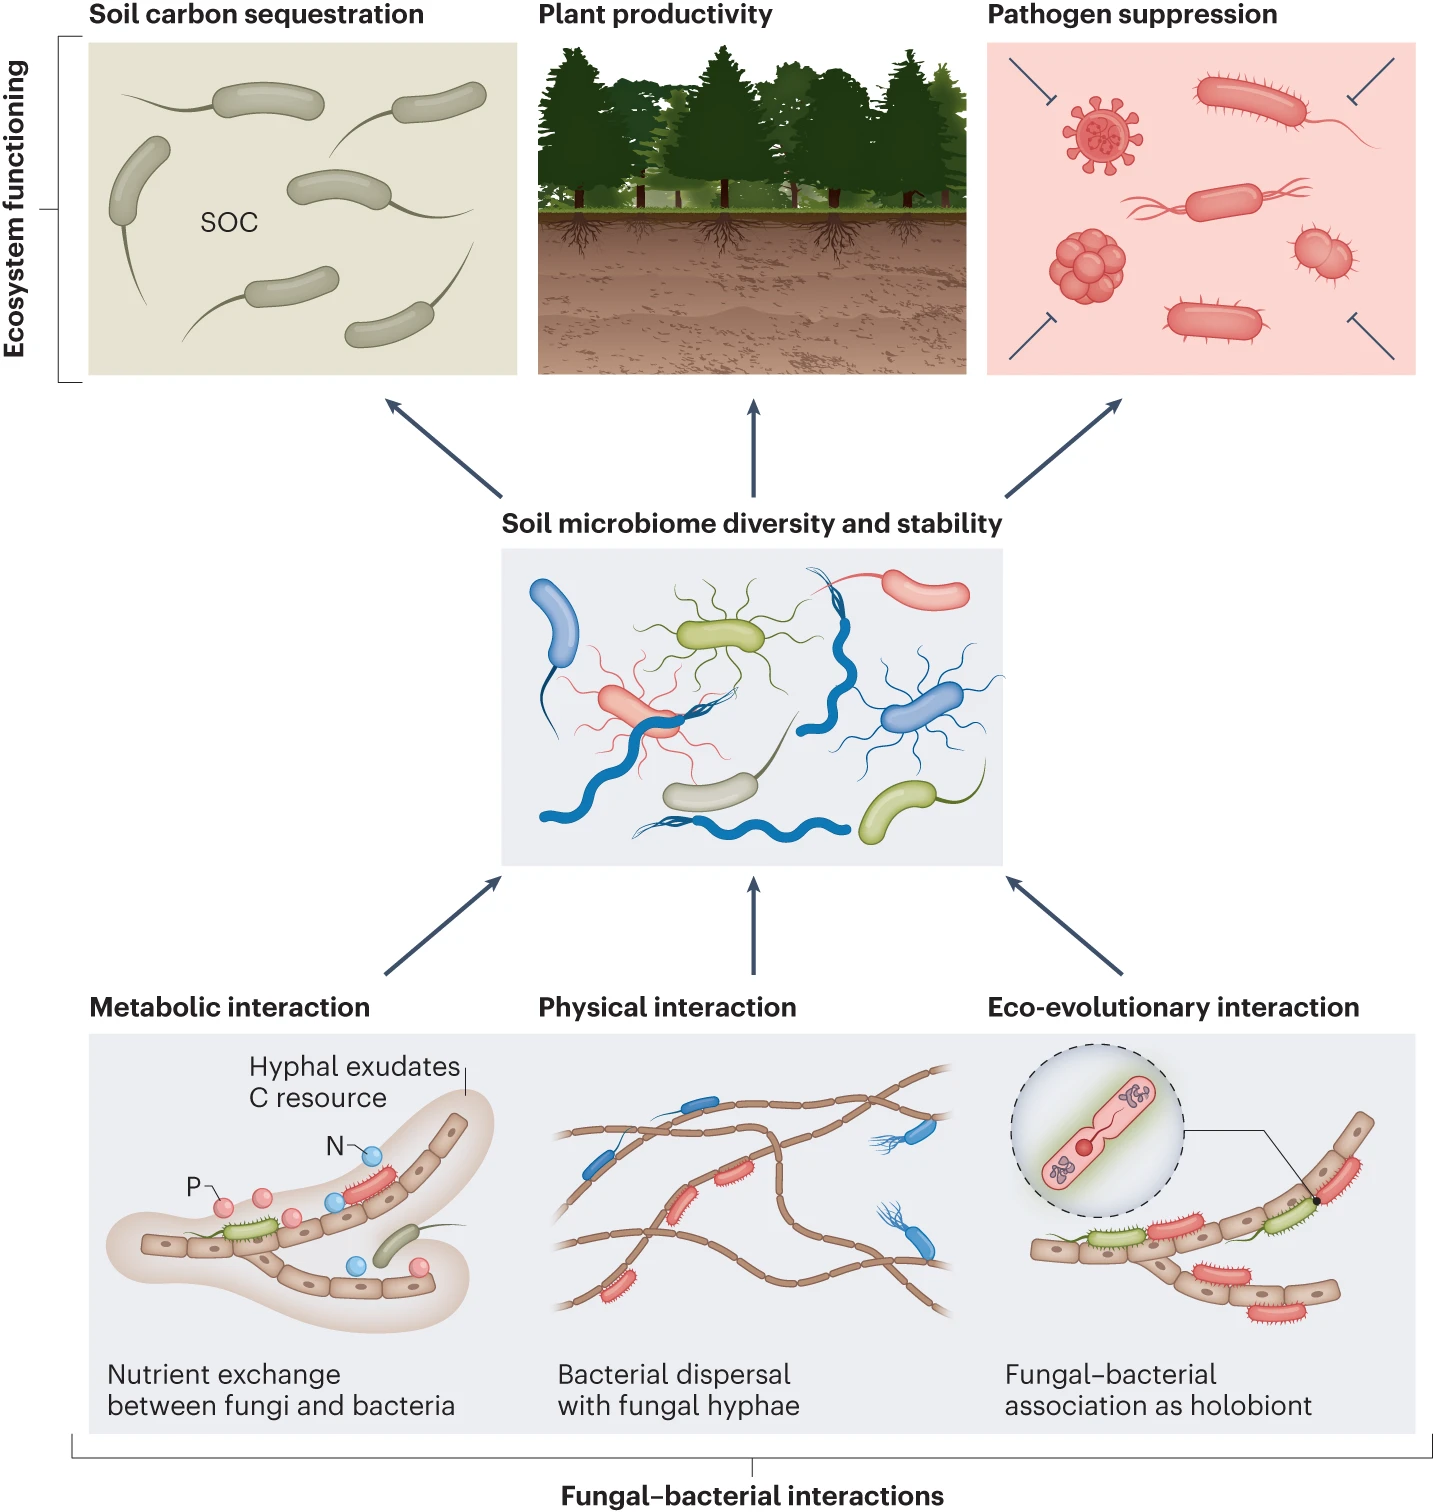 Soil carbon sequestration
Plant productivity
Pathogen suppression
Ecosystem functioning
SOC
Soil microbiome diversity and stability
Metabolic interaction
Physical interaction
Eco-evolutionary interaction
Hyphal exudates
C resource
N
P
Nutrient exchange
between fungi and bacteria
Bacterial dispersal
with fungal hyphae
Fungal–bacterial
association as holobiont
Fungal–bacterial interactions